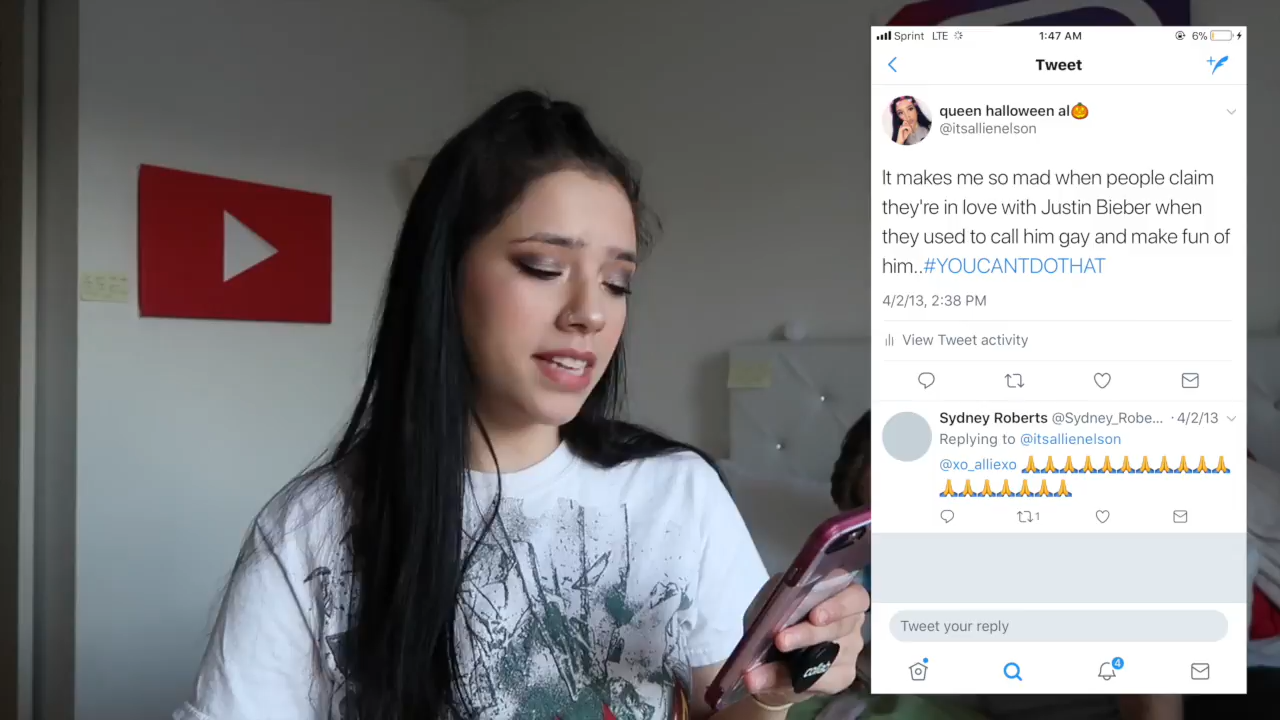 Sprint LTE 1:47 AM 6%
Tweet
queen halloween al🎃
@itsallienelson
It makes me so mad when people claim
they're in love with Justin Bieber when
they used to call him gay and make fun of
him..#YOUCANTDOTHAT
4/2/13, 2:38 PM
View Tweet activity
Sydney Roberts @Sydney_Robe... · 4/2/13
Replying to @itsallienelson
@xo_alliexo 🙏🙏🙏🙏🙏🙏🙏🙏🙏🙏🙏
🙏🙏🙏🙏🙏🙏🙏
1
Tweet your reply
4